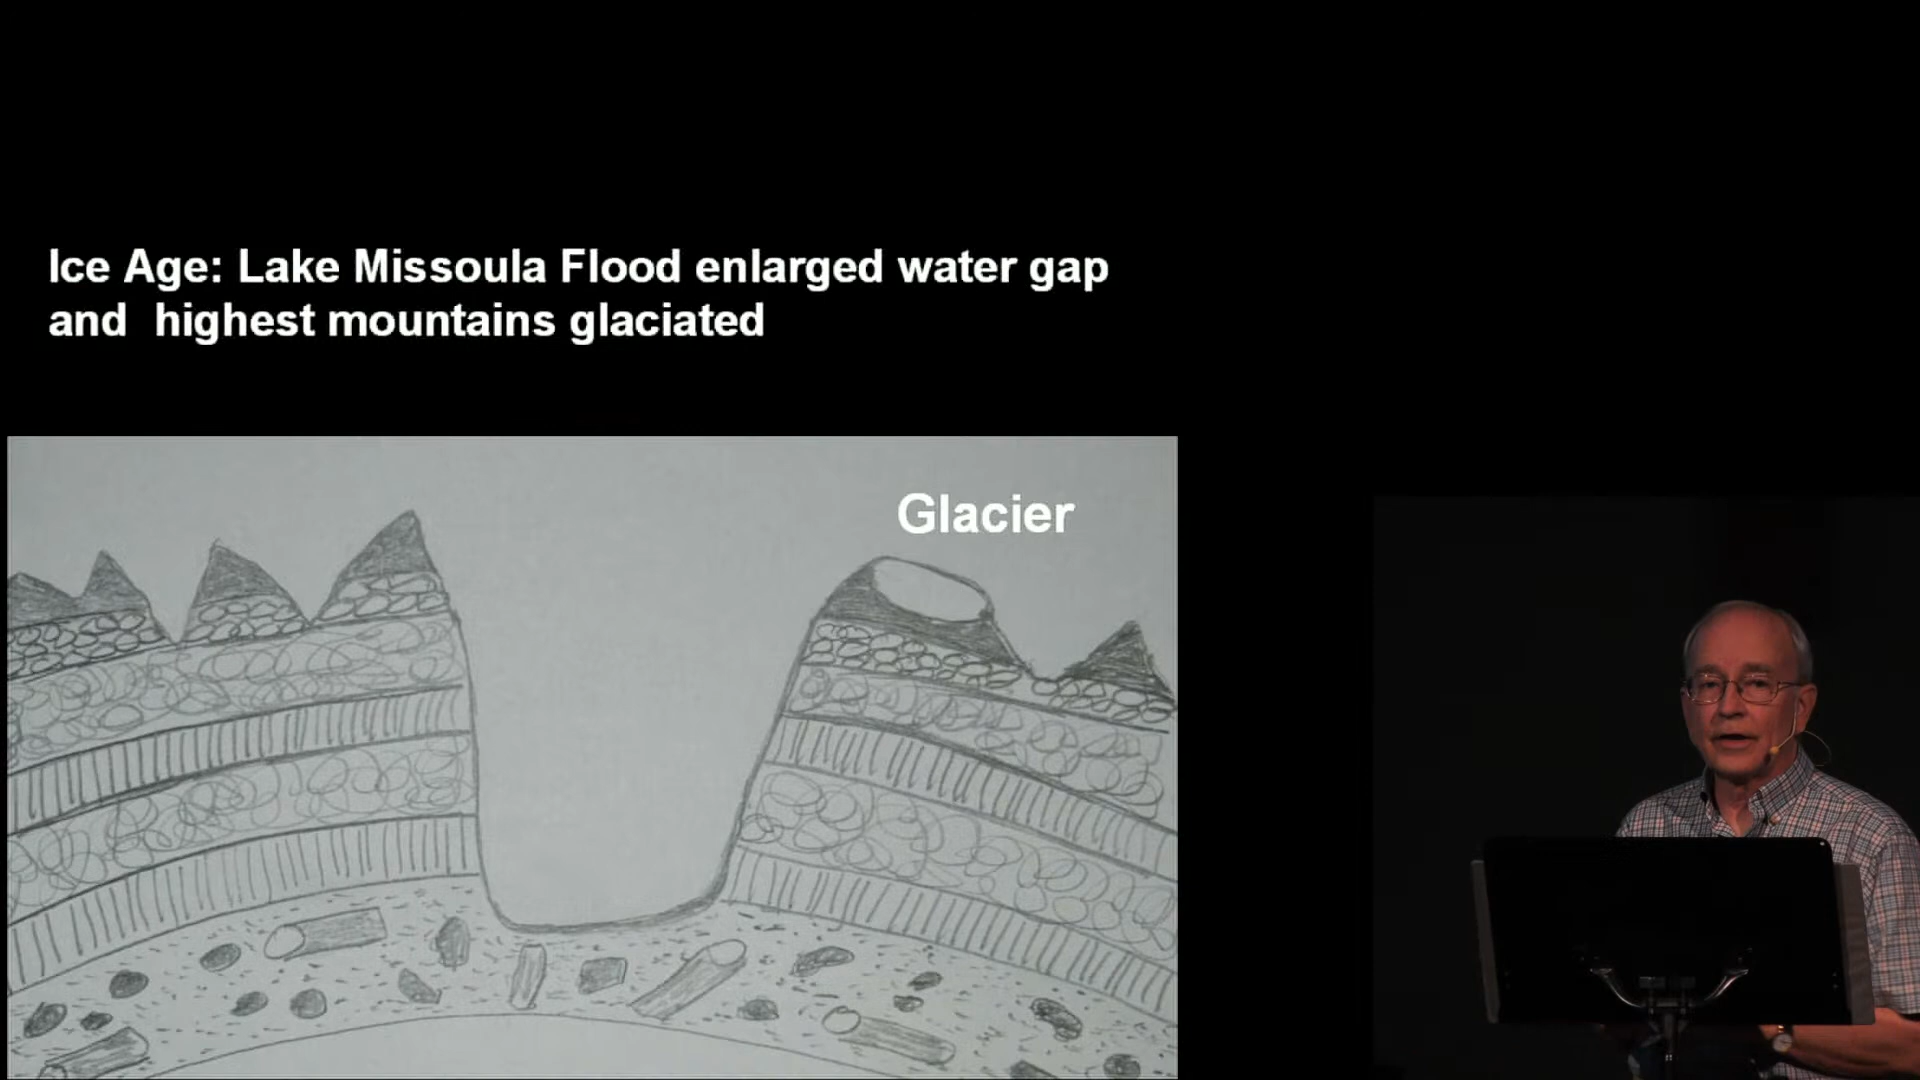 Ice Age: Lake Missoula Flood enlarged water gap
and  highest mountains glaciated
Glacier